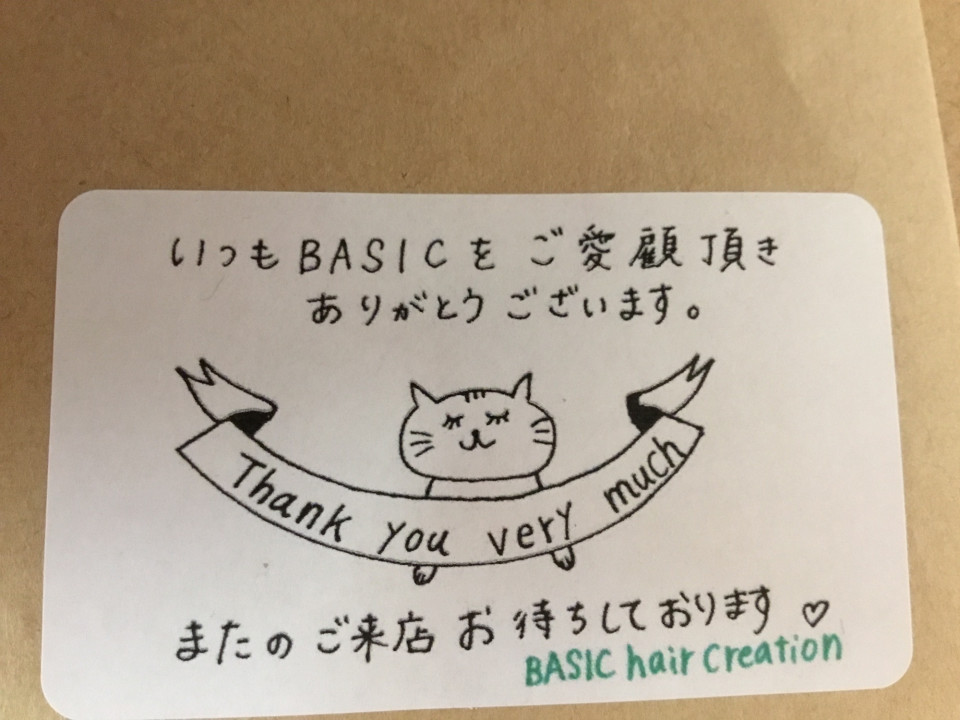 いつもBASICをご愛顧頂き
ありがとうございます。
Thank you very much
またのご来店お待ちしております♡
BASIC hair Creation